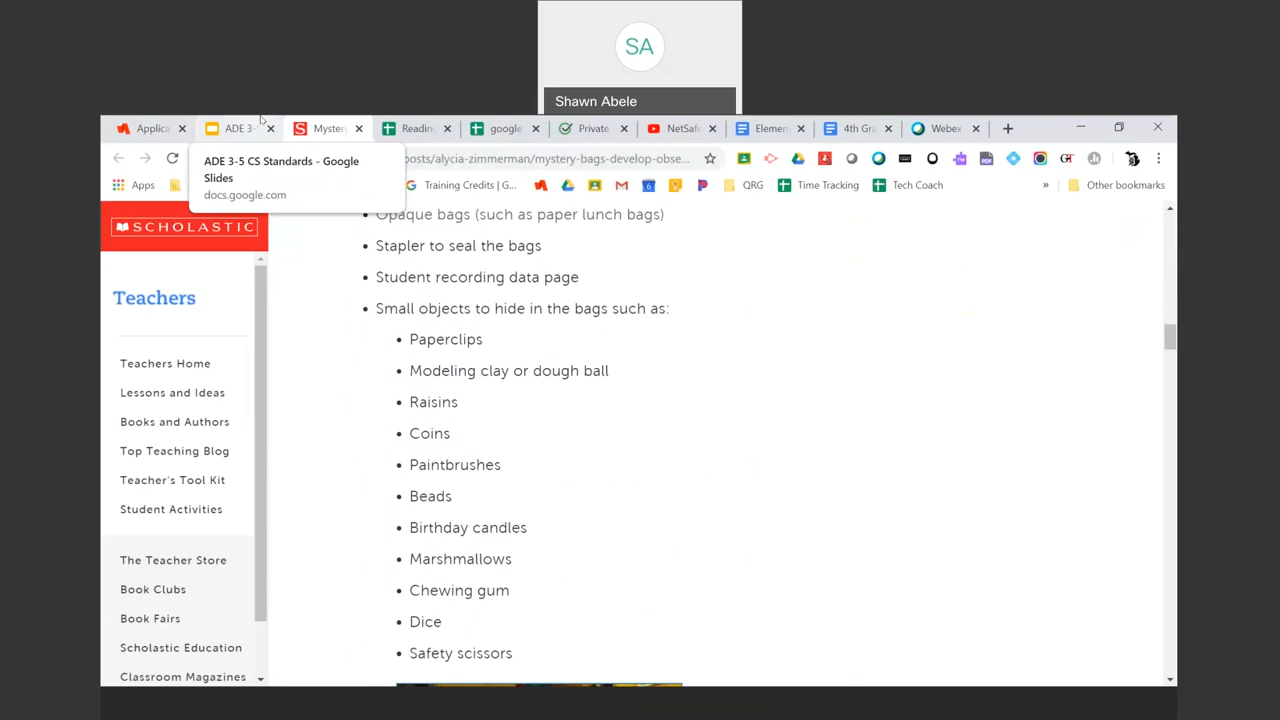 SA
Shawn Abele
Applica
ADE 3-
Mystery
Reading
google
Private
NetSafe
Elemen
4th Gra
Webex
ADE 3-5 CS Standards - Google
Slides
docs.google.com
posts/alycia-zimmerman/mystery-bags-develop-obse...
Apps
Training Credits | G...
QRG
Time Tracking
Tech Coach
»
Other bookmarks
SCHOLASTIC
Teachers
Teachers Home
Lessons and Ideas
Books and Authors
Top Teaching Blog
Teacher's Tool Kit
Student Activities
The Teacher Store
Book Clubs
Book Fairs
Scholastic Education
Classroom Magazines
• Opaque bags (such as paper lunch bags)
• Stapler to seal the bags
• Student recording data page
• Small objects to hide in the bags such as:
• Paperclips
• Modeling clay or dough ball
• Raisins
• Coins
• Paintbrushes
• Beads
• Birthday candles
• Marshmallows
• Chewing gum
• Dice
• Safety scissors